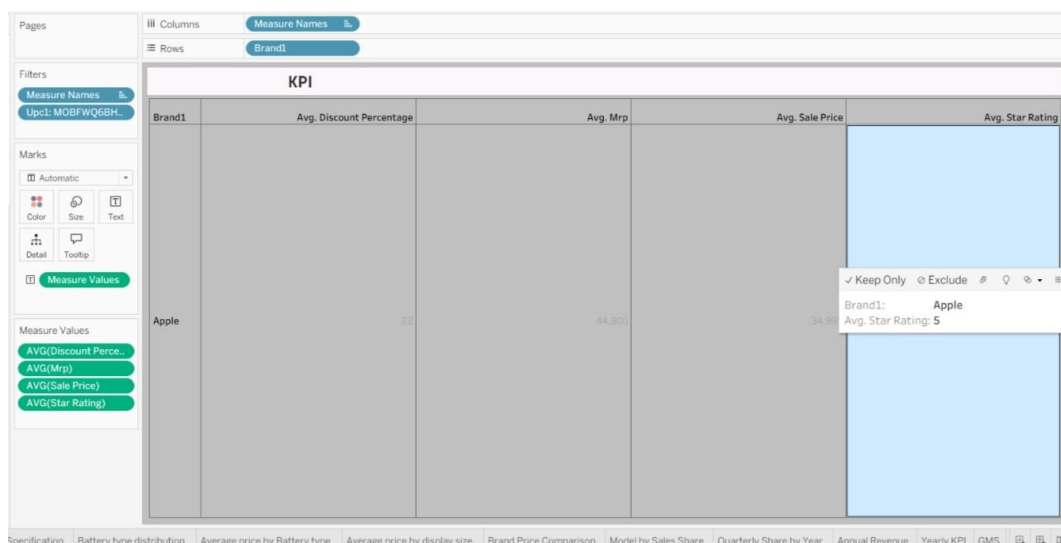 Pages
iii Columns
Measure Names
Rows
Brand1
Filters
Measure Names
Upc1: MOBFWQ6BH..
KPI
Brand1 Avg. Discount Percentage Avg. Mrp Avg. Sale Price Avg. Star Rating
Marks
Automatic
Color Size Text
Detail Tooltip
Measure Values
Keep Only Exclude
Brand1: Apple
Avg. Star Rating: 5
Apple 22 44,900 34,99
Measure Values
AVG(Discount Perce..
AVG(Mrp)
AVG(Sale Price)
AVG(Star Rating)
Specification Battery type distribution Average price by Battery type Average price by display size Brand Price Comparison Model by Sales Share Quarterly Share by Year Annual Revenue Yearly KPI GMS